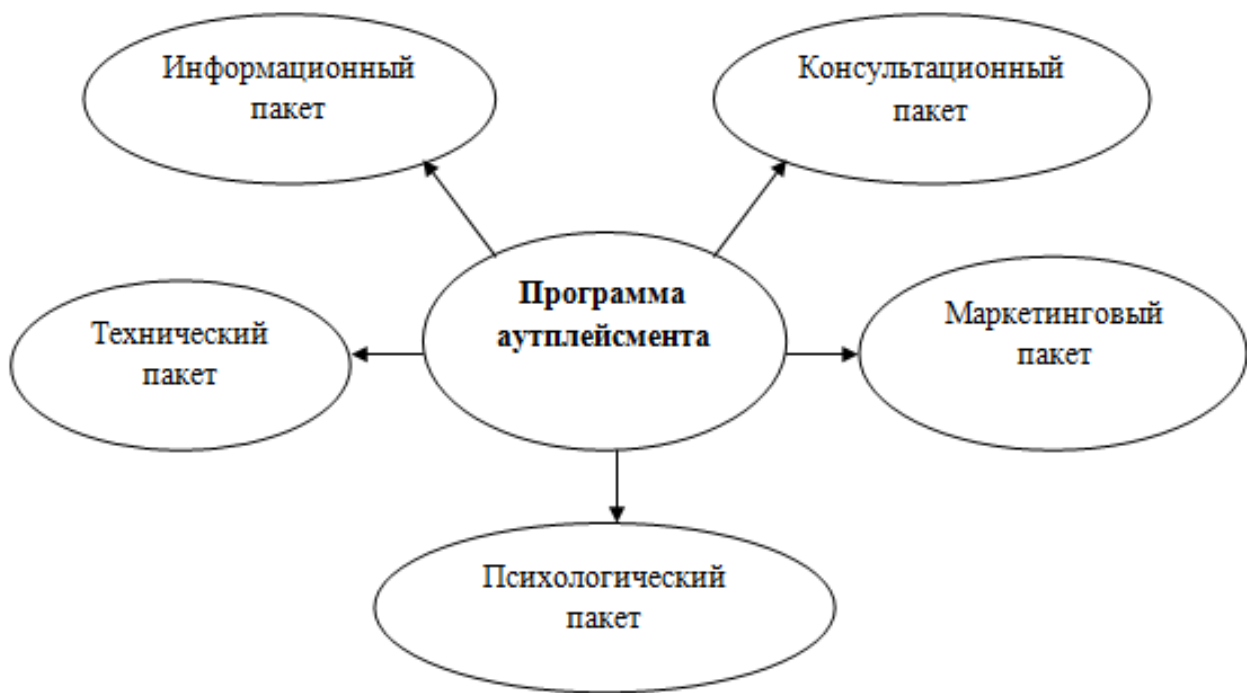 Информационный
пакет
Консультационный
пакет
Программа
аутплейсмента
Технический
пакет
Маркетинговый
пакет
Психологический
пакет